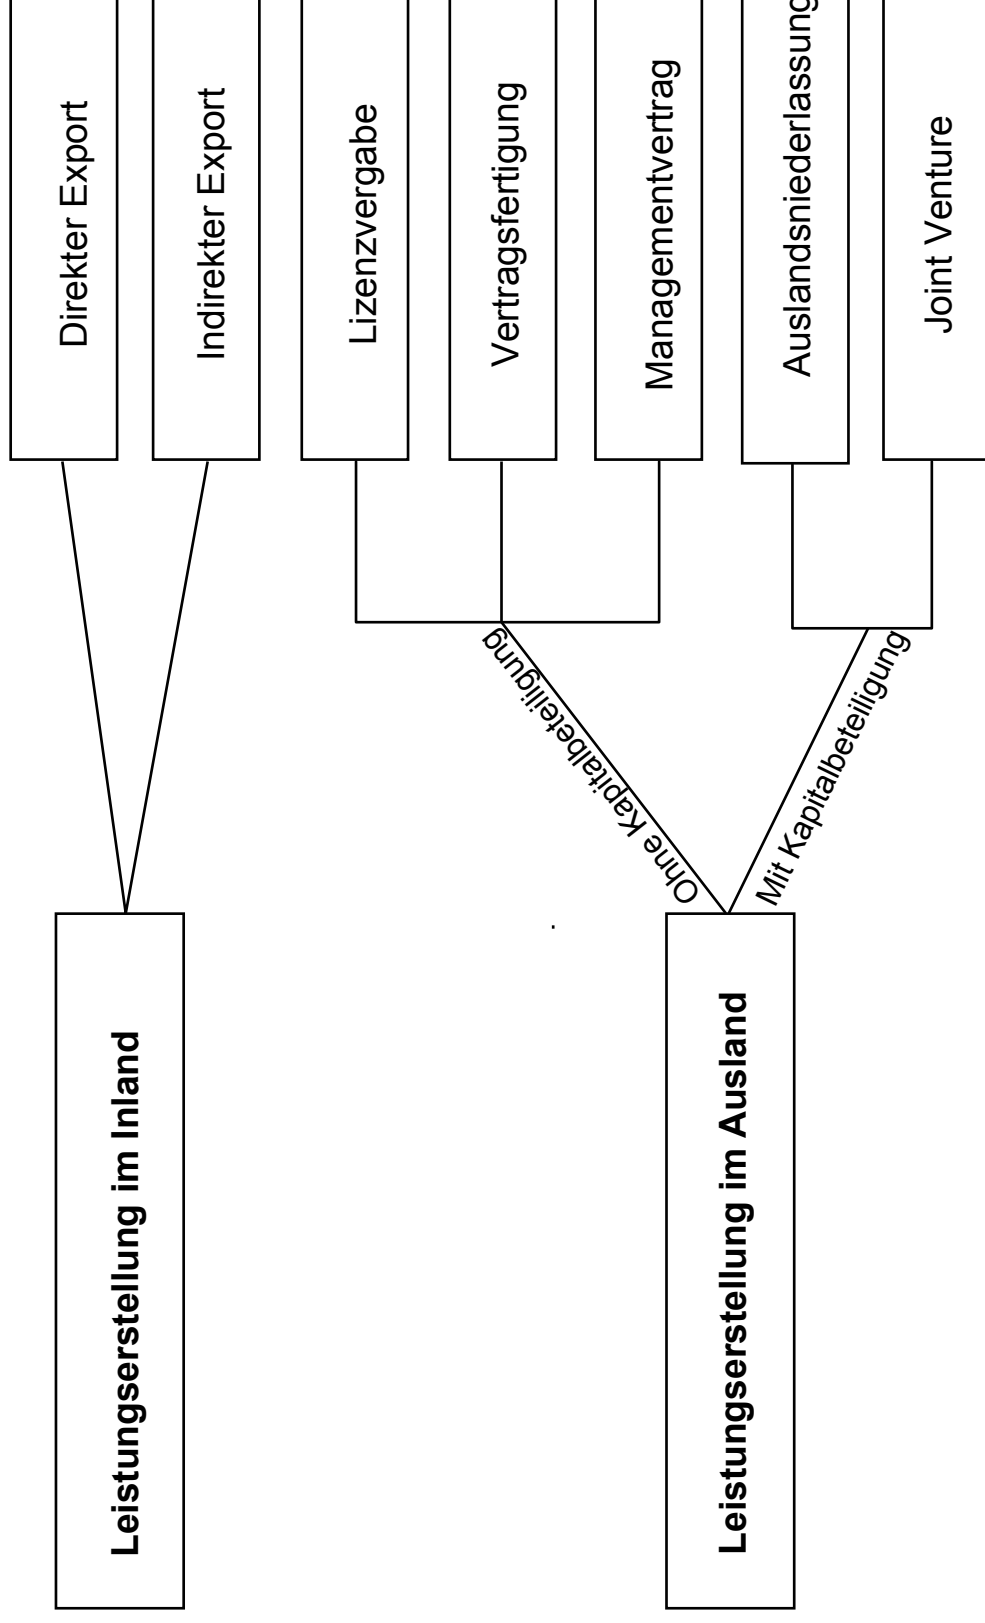 Leistungserstellung im Inland
Direkter Export
Indirekter Export
Leistungserstellung im Ausland
Ohne Kapitalbeteiligung
Lizenzvergabe
Vertragsfertigung
Managementvertrag
Mit Kapitalbeteiligung
Auslandsniederlassung
Joint Venture